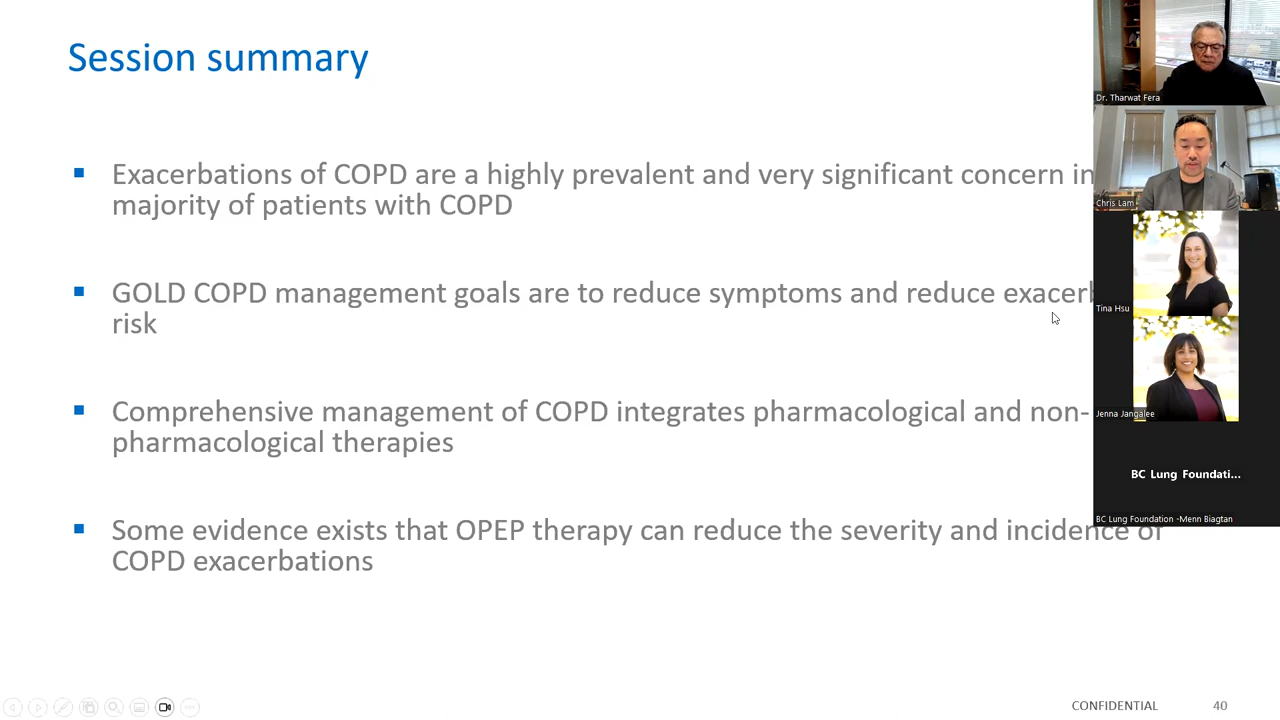 Session summary
Exacerbations of COPD are a highly prevalent and very significant concern in
majority of patients with COPD
GOLD COPD management goals are to reduce symptoms and reduce
risk
Comprehensive management of COPD integrates pharmacological and non-
pharmacological therapies
Some evidence exists that OPEP therapy can reduce the severity and incidence of
COPD exacerbations
CONFIDENTIAL 40
Dr. Tharwat Fera
Chris Lam
Tina Hsu
Jenna Jangalee
BC Lung Foundati...
BC Lung Foundation -Menn Biagtan